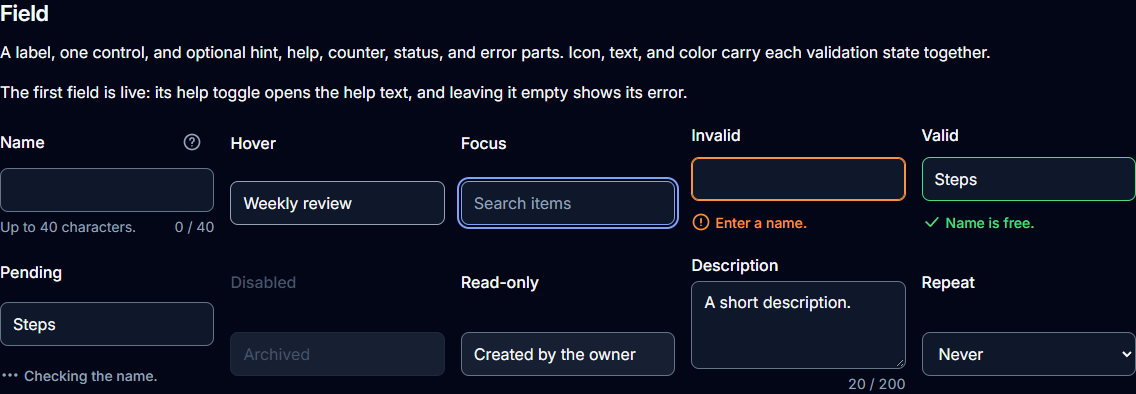 Field
A label, one control, and optional hint, help, counter, status, and error parts. Icon, text, and color carry each validation state together.
The first field is live: its help toggle opens the help text, and leaving it empty shows its error.
Name
Up to 40 characters. 0 / 40
Hover
Weekly review
Focus
Search items
Invalid
Enter a name.
Valid
Steps
Name is free.
Pending
Steps
Checking the name.
Disabled
Archived
Read-only
Created by the owner
Description
A short description.
20 / 200
Repeat
Never